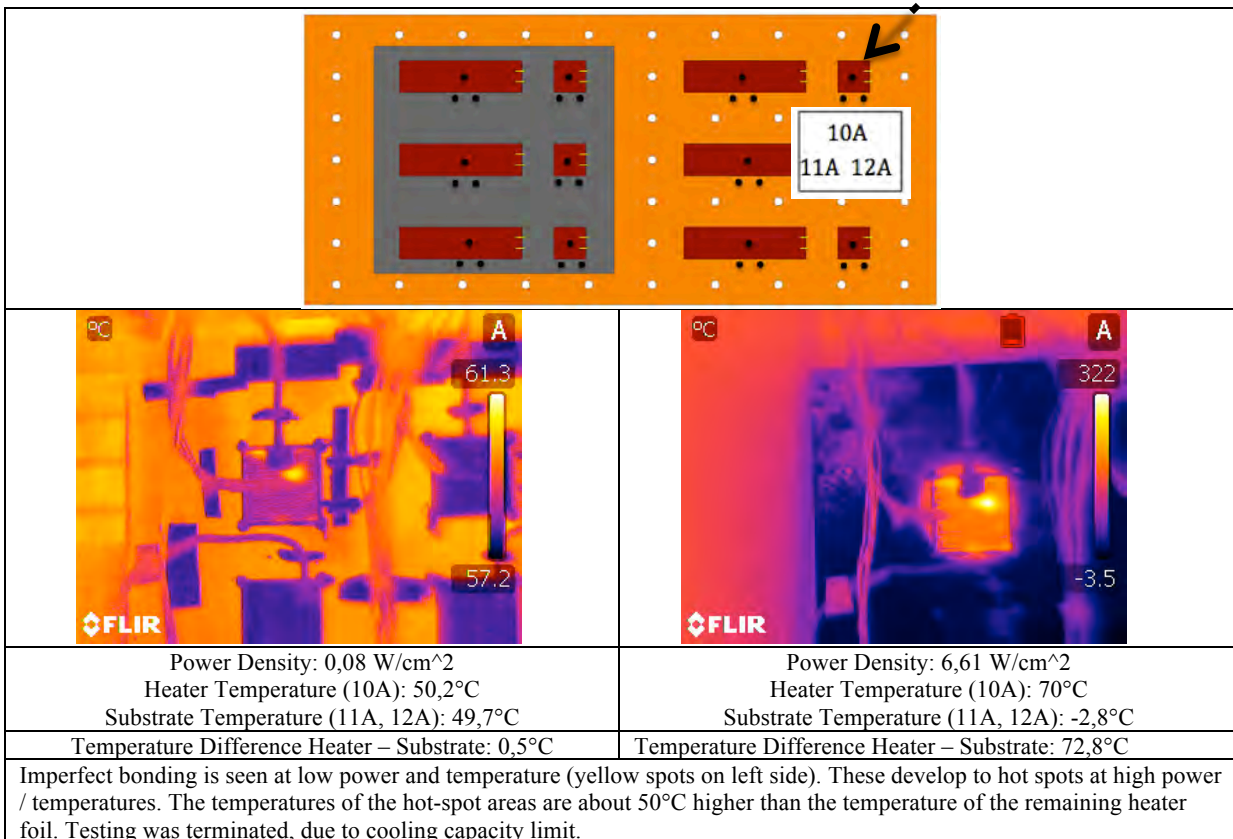 10A
11A 12A
°C
A
61.3
57.2
FLIR
°C
A
322
-3.5
FLIR
Power Density: 0,08 W/cm^2
Heater Temperature (10A): 50,2°C
Substrate Temperature (11A, 12A): 49,7°C
Power Density: 6,61 W/cm^2
Heater Temperature (10A): 70°C
Substrate Temperature (11A, 12A): -2,8°C
Temperature Difference Heater – Substrate: 0,5°C
Temperature Difference Heater – Substrate: 72,8°C
Imperfect bonding is seen at low power and temperature (yellow spots on left side). These develop to hot spots at high power
/ temperatures. The temperatures of the hot-spot areas are about 50°C higher than the temperature of the remaining heater
foil. Testing was terminated, due to cooling capacity limit.